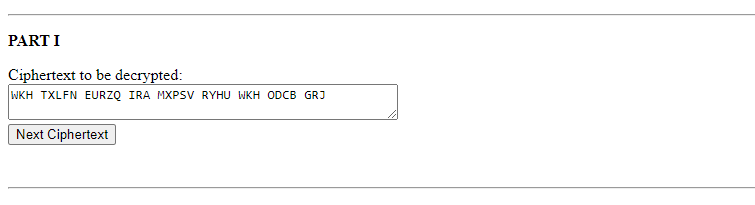 PART I
Ciphertext to be decrypted:
WKH TXLFN EURZQ IRA MXPSV RYHU WKH ODCB GRJ
Next Ciphertext